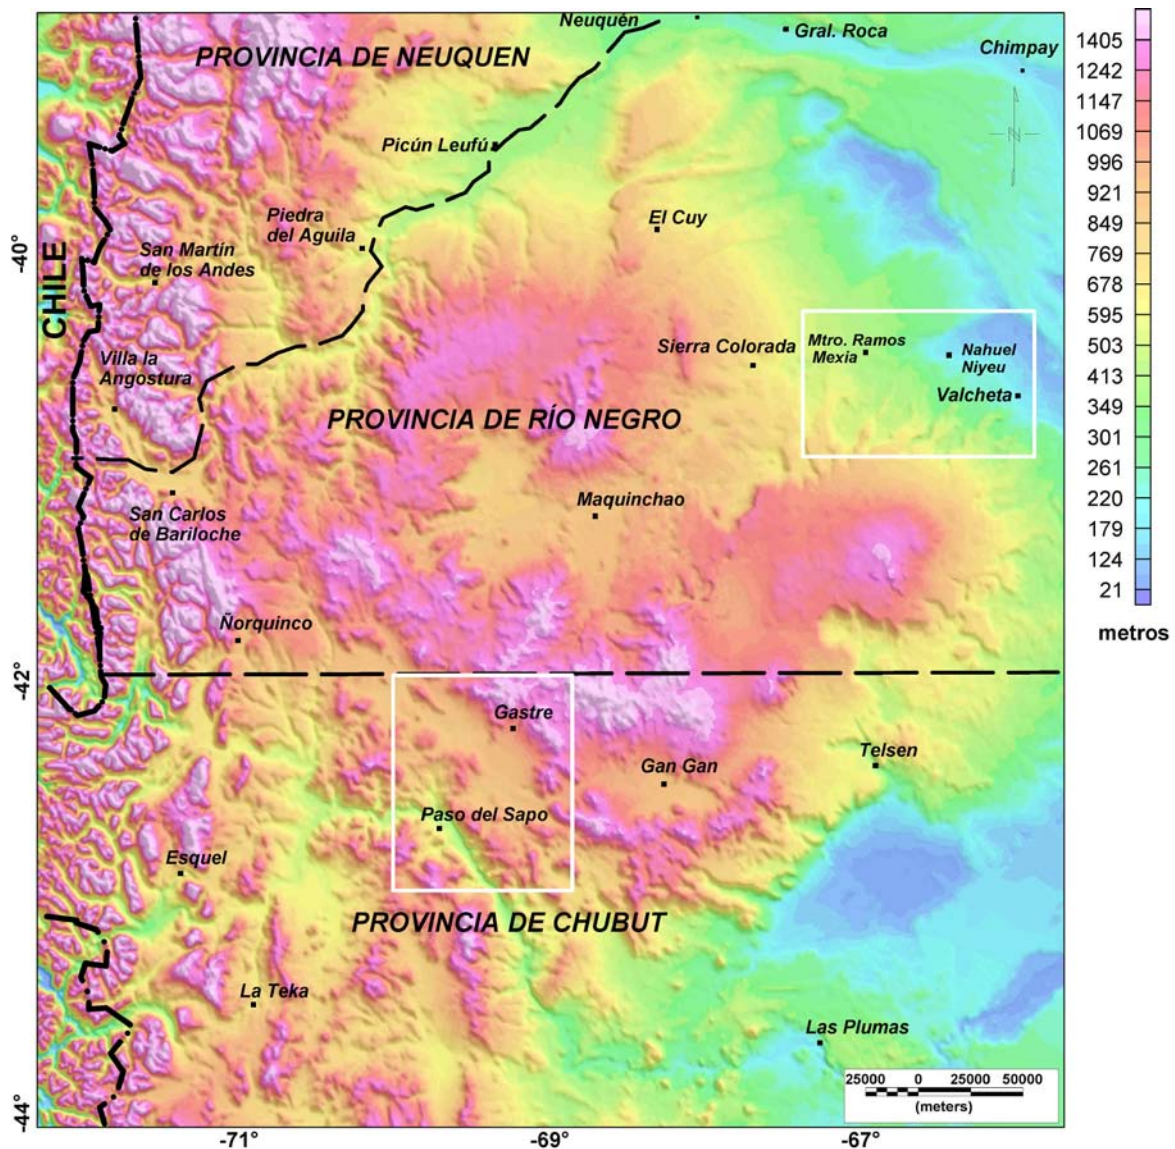 Neuquén
Gral. Roca
Chimpay
PROVINCIA DE NEUQUEN
Picún Leufú
Piedra
del Aguila
El Cuy
San Martín
de los Andes
CHILE
Villa la
Angostura
Sierra Colorada
Mtro. Ramos
Mexia
Nahuel
Niyeu
Valcheta
PROVINCIA DE RÍO NEGRO
Maquinchao
San Carlos
de Bariloche
Ñorquinco
Gastre
Gan Gan
Telsen
Paso del Sapo
Esquel
PROVINCIA DE CHUBUT
La Teka
Las Plumas
25000 0 25000 50000
(meters)
-40°
-42°
-44°
-71°
-69°
-67°
1405
1242
1147
1069
996
921
849
769
678
595
503
413
349
301
261
220
179
124
21
metros